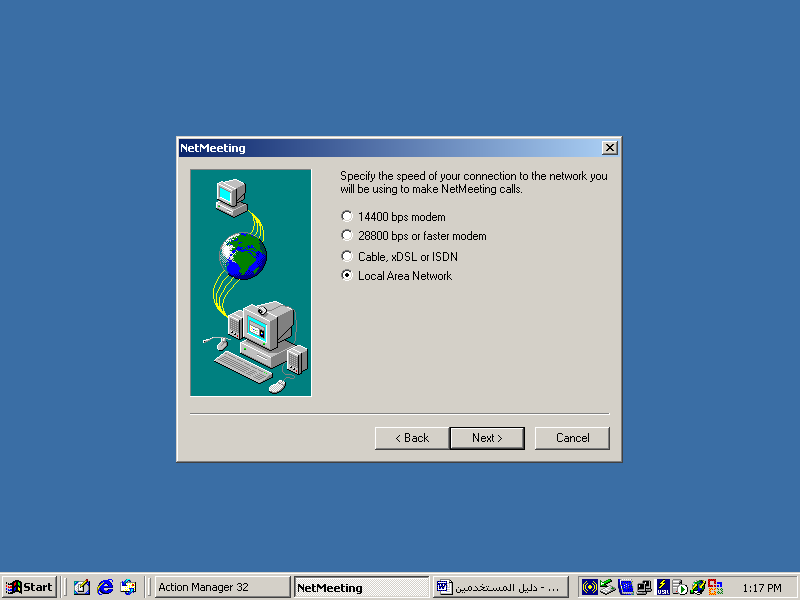 NetMeeting
Specify the speed of your connection to the network you
will be using to make NetMeeting calls.
14400 bps modem
28800 bps or faster modem
Cable, xDSL or ISDN
Local Area Network
< Back
Next >
Cancel
Start
Action Manager 32
NetMeeting
دليل المستخدمين - ...
1:17 PM